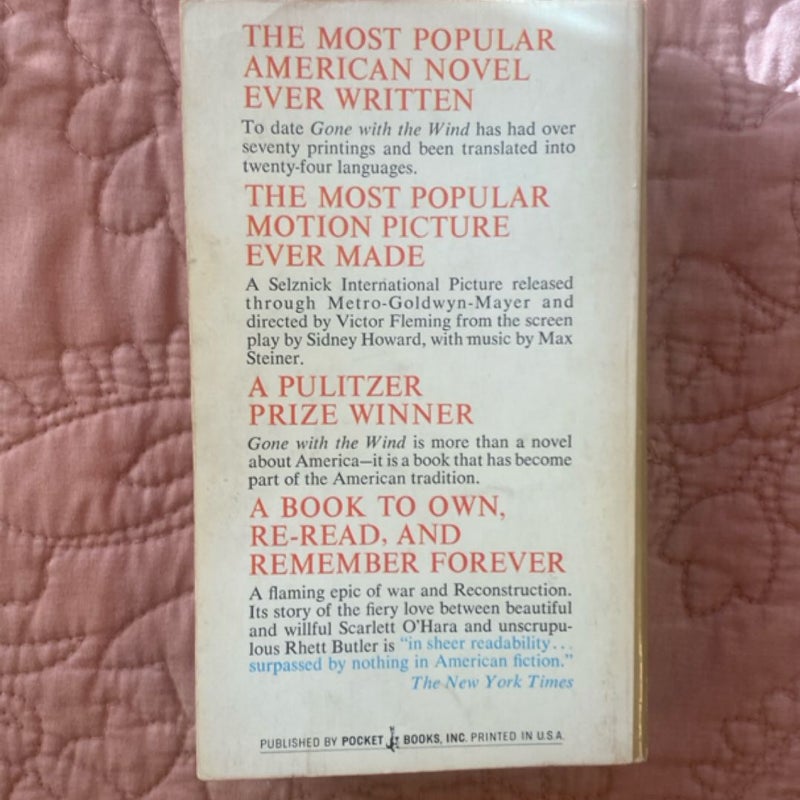 THE MOST POPULAR
AMERICAN NOVEL
EVER WRITTEN
To date Gone with the Wind has had over
seventy printings and been translated into
twenty-four languages.
THE MOST POPULAR
MOTION PICTURE
EVER MADE
A Selznick International Picture released
through Metro-Goldwyn-Mayer and
directed by Victor Fleming from the screen
play by Sidney Howard, with music by Max
Steiner.
A PULITZER
PRIZE WINNER
Gone with the Wind is more than a novel
about America—it is a book that has become
part of the American tradition.
A BOOK TO OWN,
RE-READ, AND
REMEMBER FOREVER
A flaming epic of war and Reconstruction.
Its story of the fiery love between beautiful
and willful Scarlett O'Hara and unscrupu-
lous Rhett Butler is "in sheer readability...
surpassed by nothing in American fiction."
The New York Times
PUBLISHED BY POCKET BOOKS, INC. PRINTED IN U.S.A.